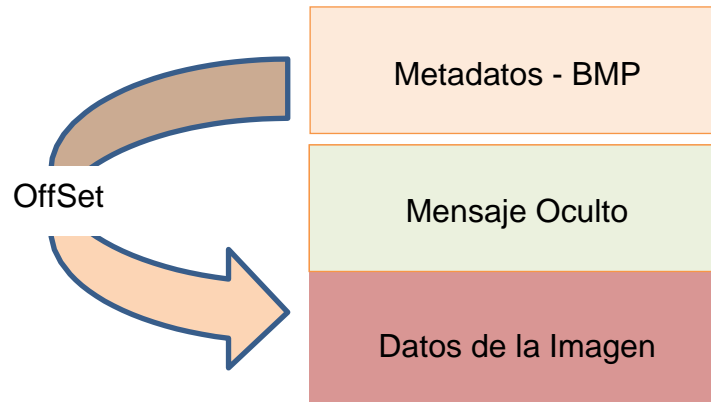 Metadatos - BMP
OffSet
Mensaje Oculto
Datos de la Imagen